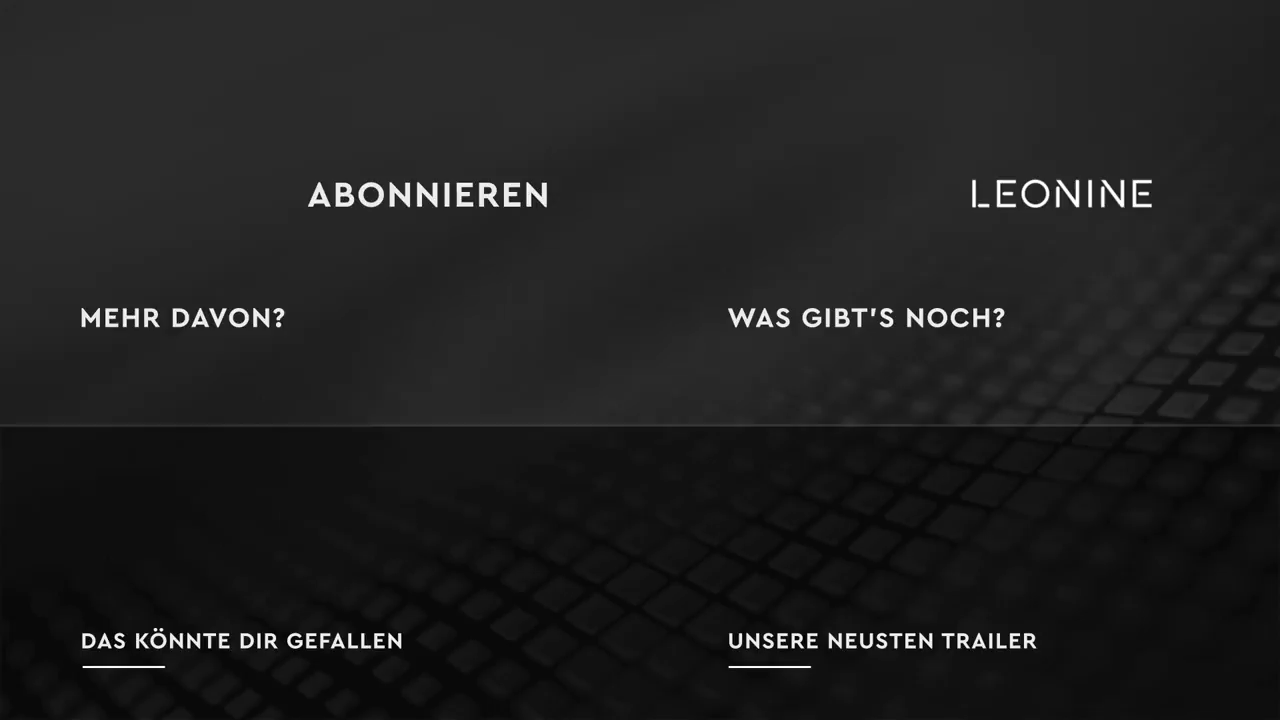 ABONNIEREN
LEONINE
MEHR DAVON?
WAS GIBT'S NOCH?
DAS KÖNNTE DIR GEFALLEN
UNSERE NEUSTEN TRAILER